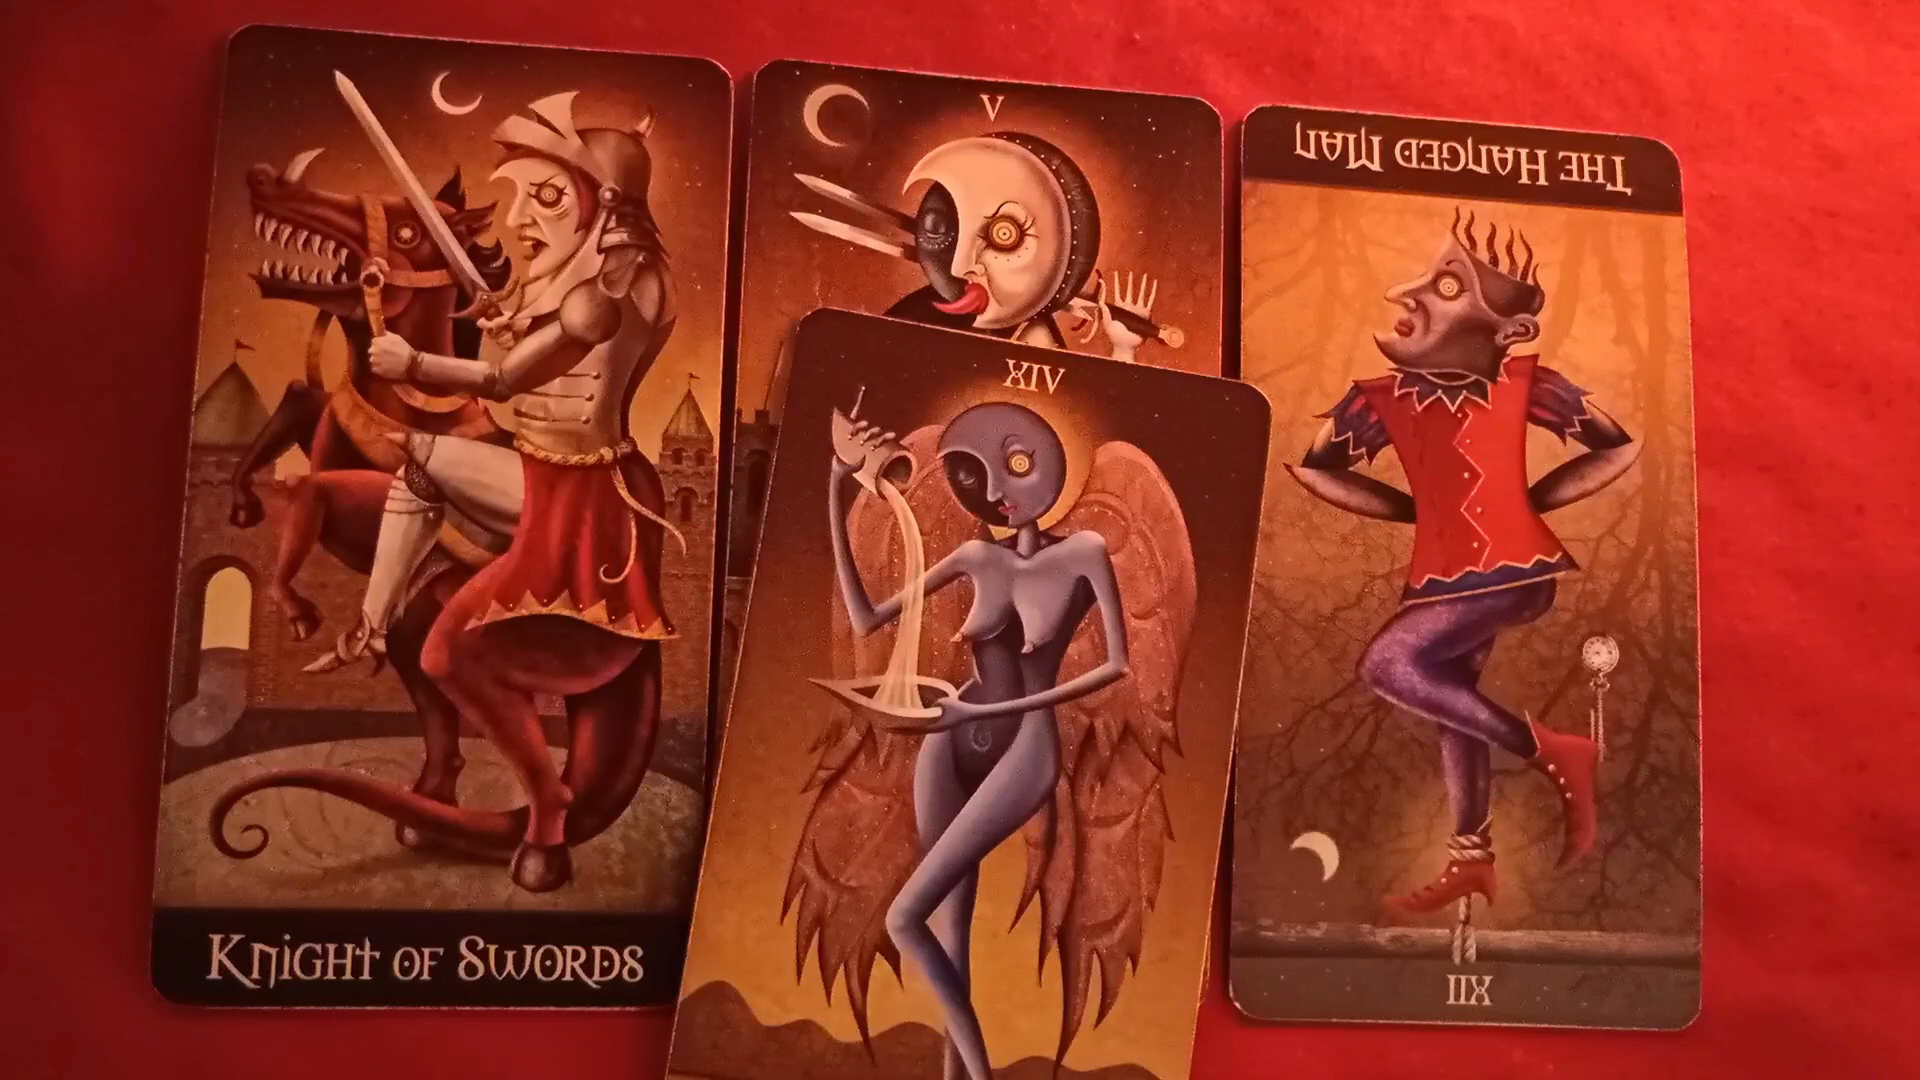 V
THE HANGED MAN
XIV
KNIGHT OF SWORDS
XII